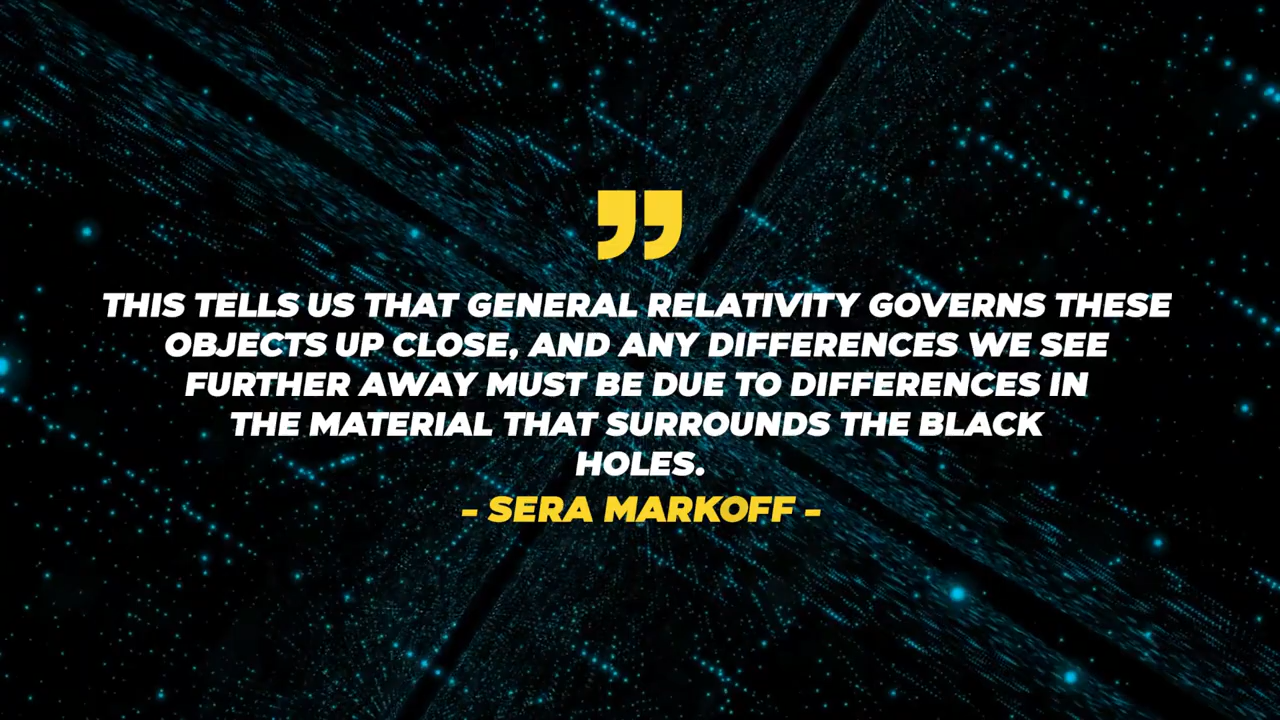 ”
THIS TELLS US THAT GENERAL RELATIVITY GOVERNS THESE
OBJECTS UP CLOSE, AND ANY DIFFERENCES WE SEE
FURTHER AWAY MUST BE DUE TO DIFFERENCES IN
THE MATERIAL THAT SURROUNDS THE BLACK
HOLES.
- SERA MARKOFF -